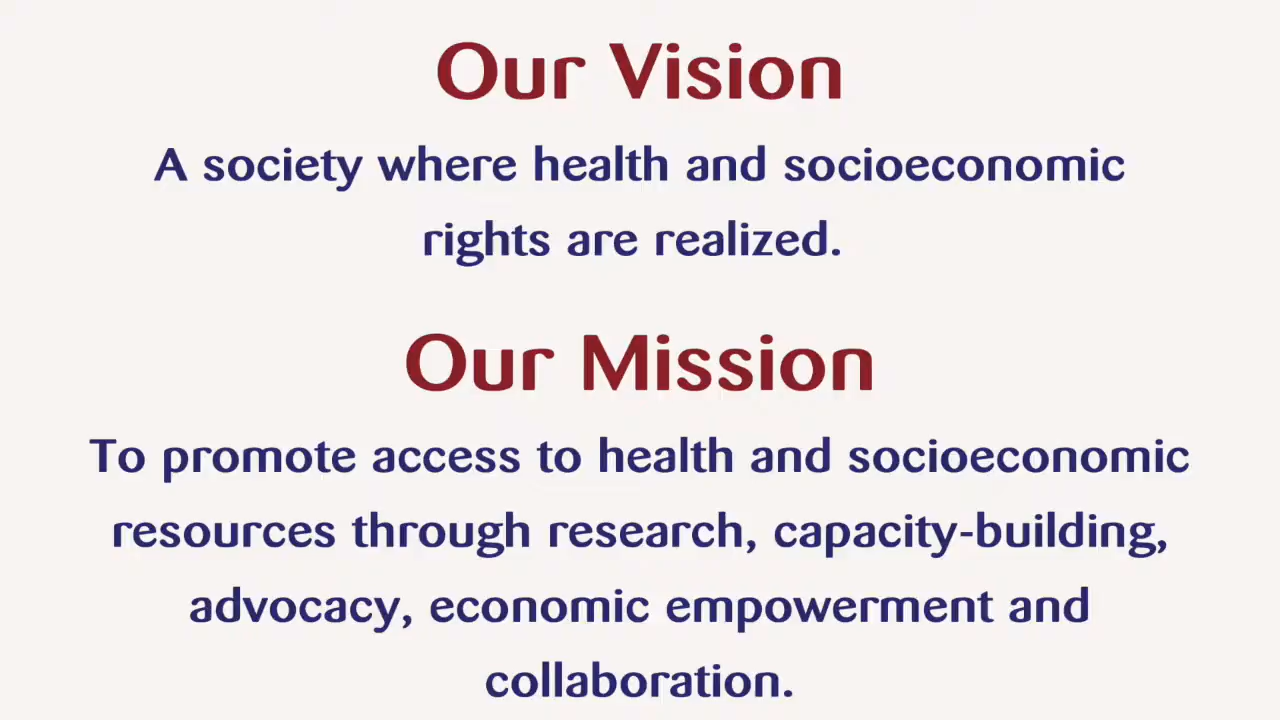 Our Vision
A society where health and socioeconomic
rights are realized.
Our Mission
To promote access to health and socioeconomic
resources through research, capacity-building,
advocacy, economic empowerment and
collaboration.